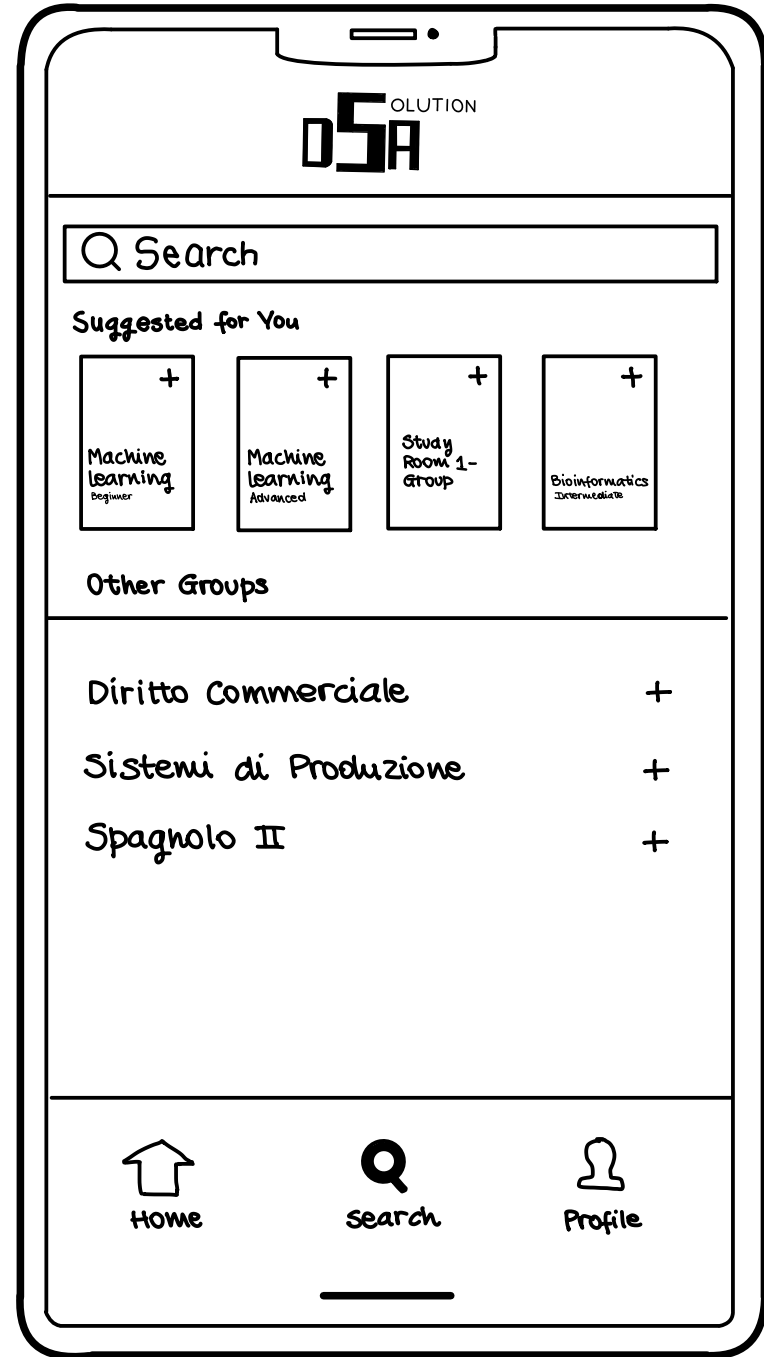 DSA
OLUTION
Search
Suggested for You
+
+
+
+
Machine
learning
Beginner
Machine
learning
Advanced
Study
Room 1-
Group
Bioinformatics
Intermediate
Other Groups
Diritto Commerciale +
Sistemi di Produzione +
Spagnolo II +
Home
Search
Profile